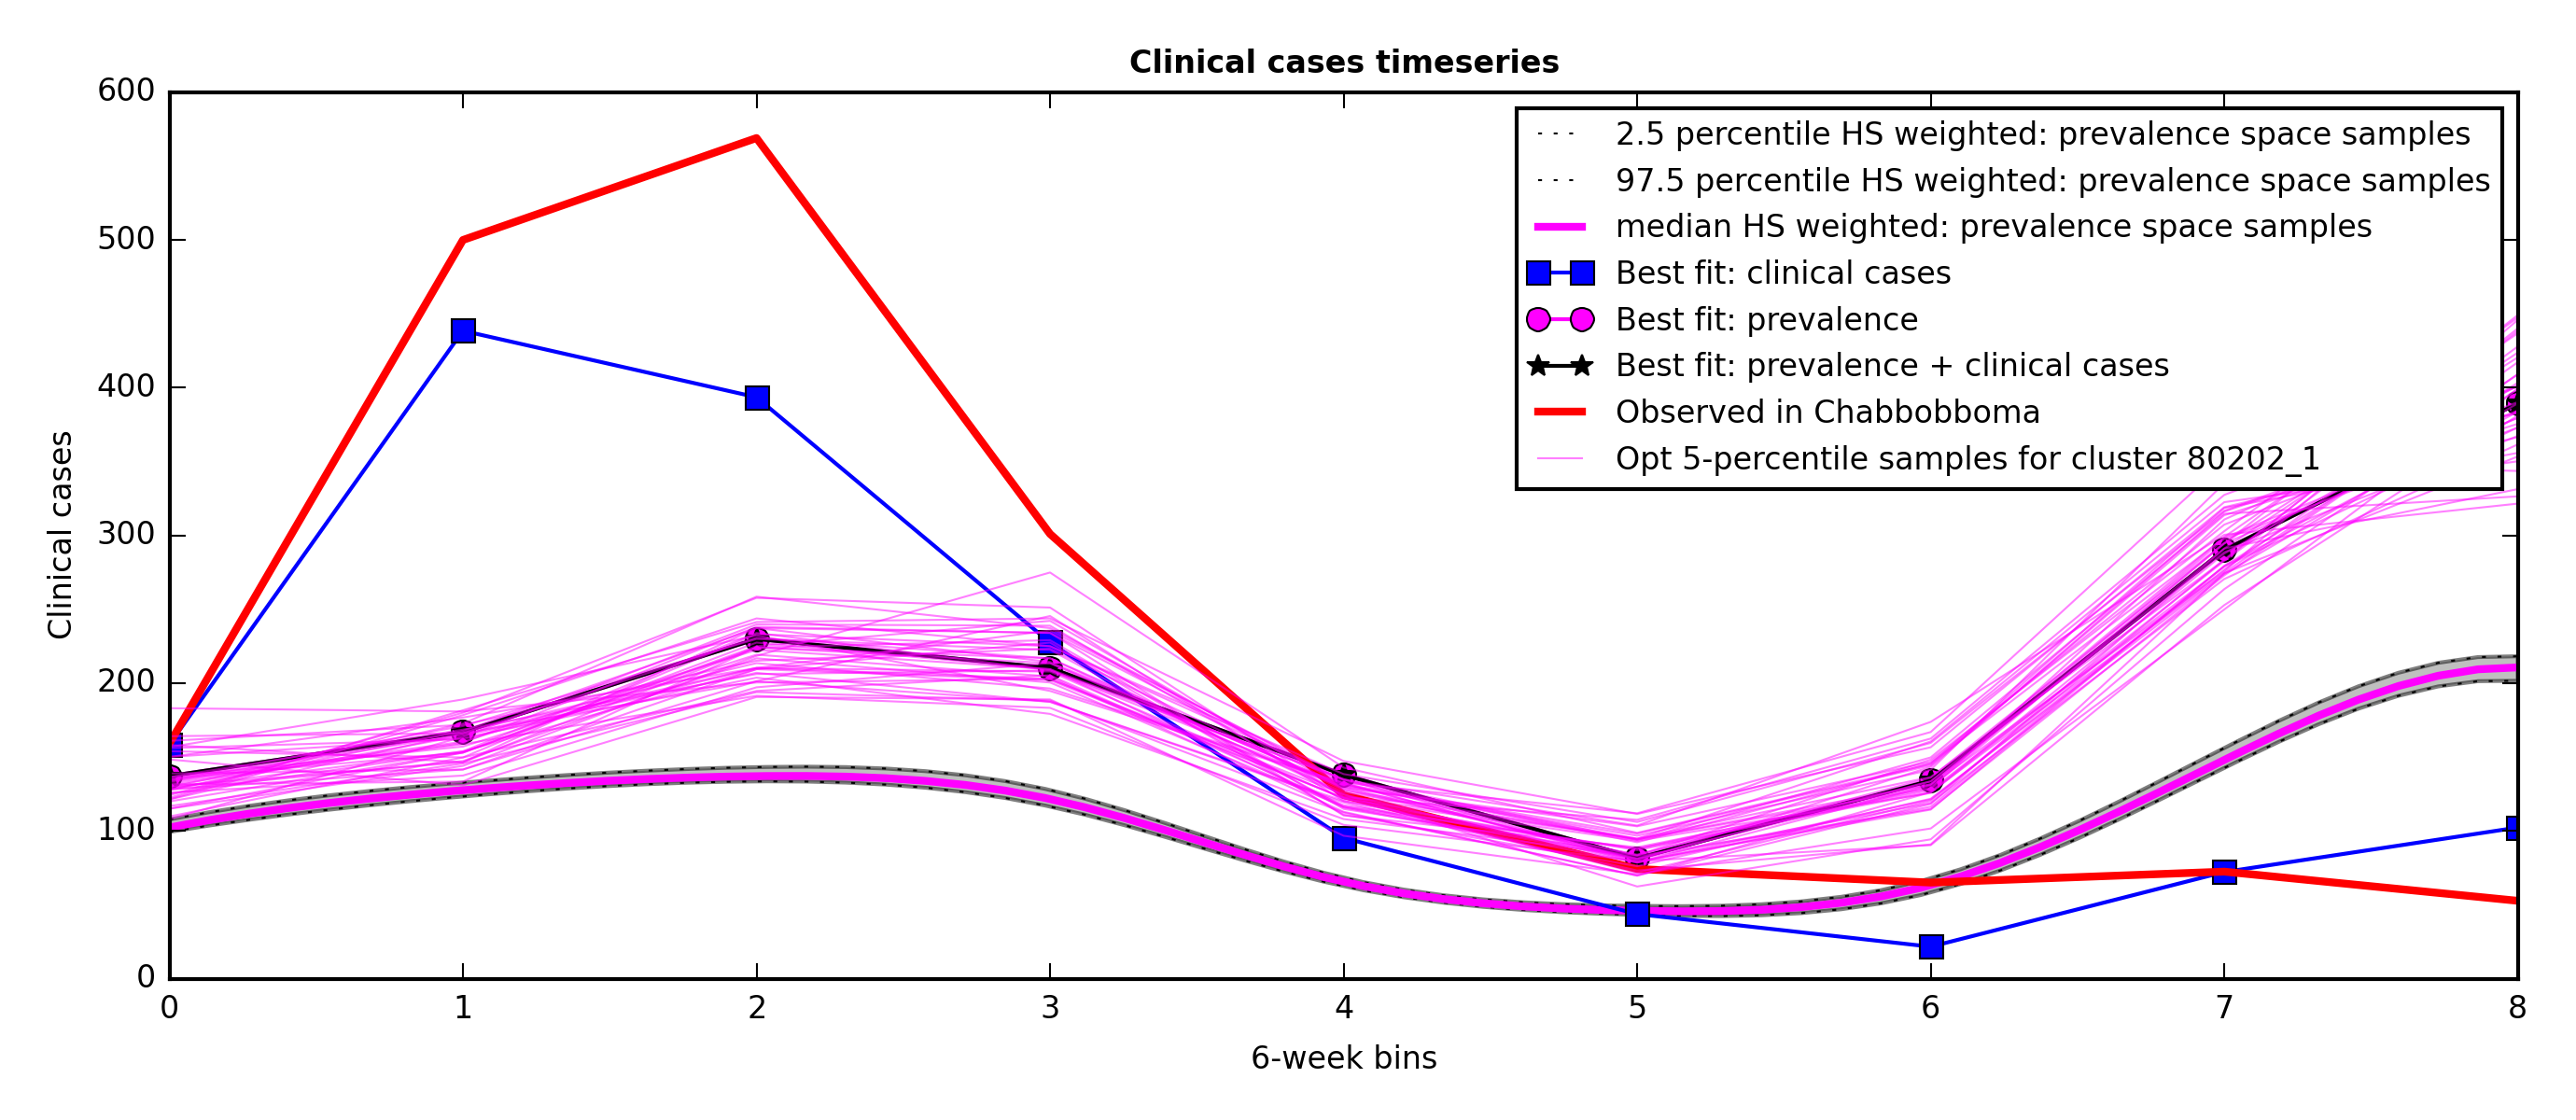 Clinical cases timeseries
600
500
400
300
200
100
0
Clinical cases
2.5 percentile HS weighted: prevalence space samples
97.5 percentile HS weighted: prevalence space samples
median HS weighted: prevalence space samples
Best fit: clinical cases
Best fit: prevalence
Best fit: prevalence + clinical cases
Observed in Chabbobboma
Opt 5-percentile samples for cluster 80202_1
0 1 2 3 4 5 6 7 8
6-week bins